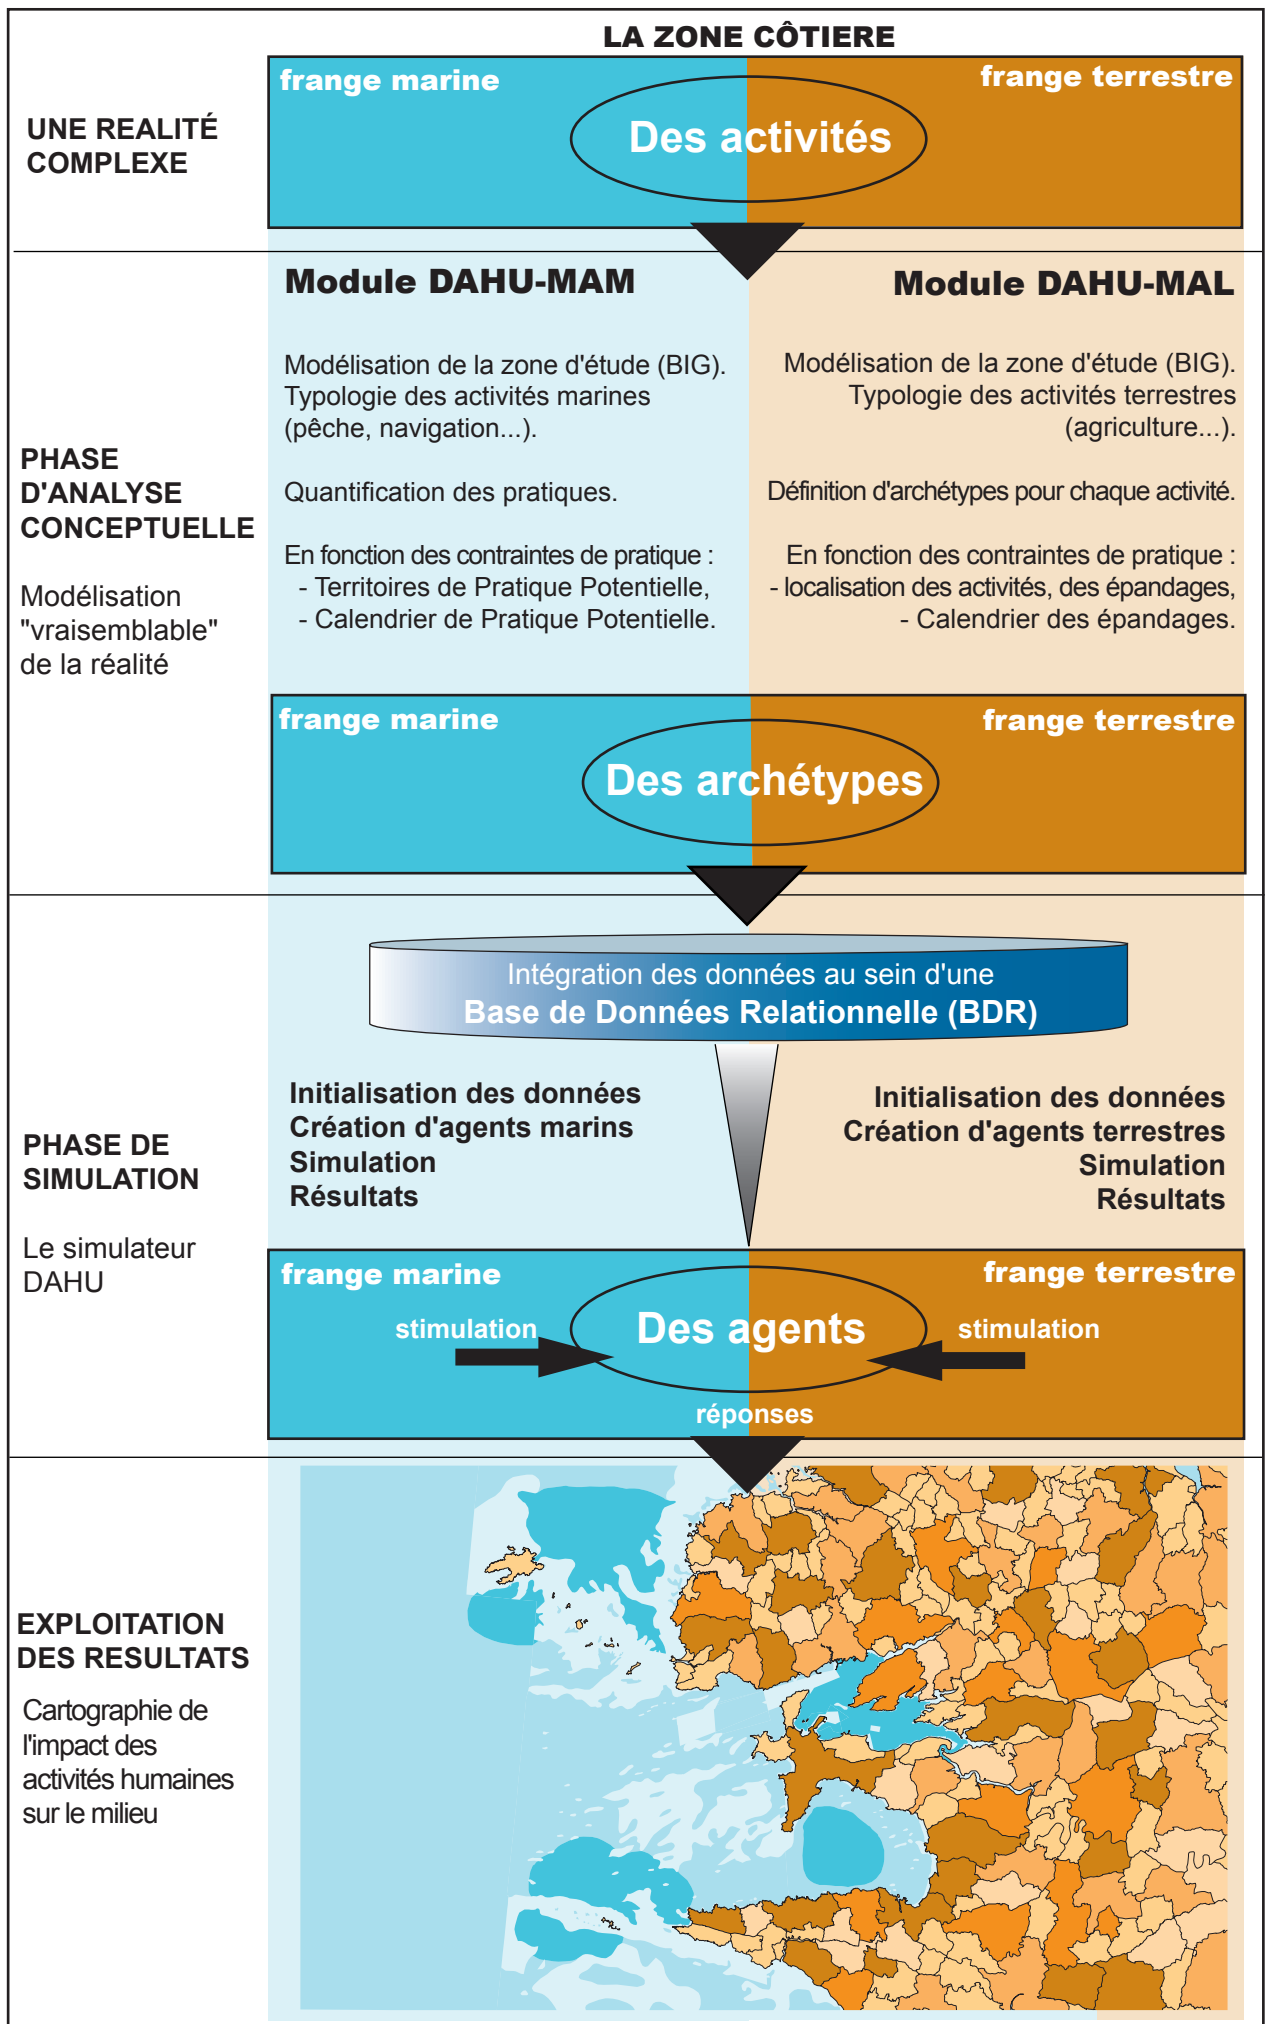 LA ZONE CÔTIERE
frange marine
frange terrestre
UNE REALITÉ
COMPLEXE
Des activités
Module DAHU-MAM
Modélisation de la zone d'étude (BIG).
Typologie des activités marines
(pêche, navigation...).
Quantification des pratiques.
En fonction des contraintes de pratique :
- Territoires de Pratique Potentielle,
- Calendrier de Pratique Potentielle.
Module DAHU-MAL
Modélisation de la zone d'étude (BIG).
Typologie des activités terrestres
(agriculture...).
Définition d'archétypes pour chaque activité.
En fonction des contraintes de pratique :
- localisation des activités, des épandages,
- Calendrier des épandages.
PHASE
D'ANALYSE
CONCEPTUELLE
Modélisation
"vraisemblable"
de la réalité
frange marine
frange terrestre
Des archétypes
Intégration des données au sein d'une
Base de Données Relationnelle (BDR)
PHASE DE
SIMULATION
Le simulateur
DAHU
Initialisation des données
Création d'agents marins
Simulation
Résultats
Initialisation des données
Création d'agents terrestres
Simulation
Résultats
frange marine
frange terrestre
stimulation
Des agents
stimulation
réponses
EXPLOITATION
DES RESULTATS
Cartographie de
l'impact des
activités humaines
sur le milieu